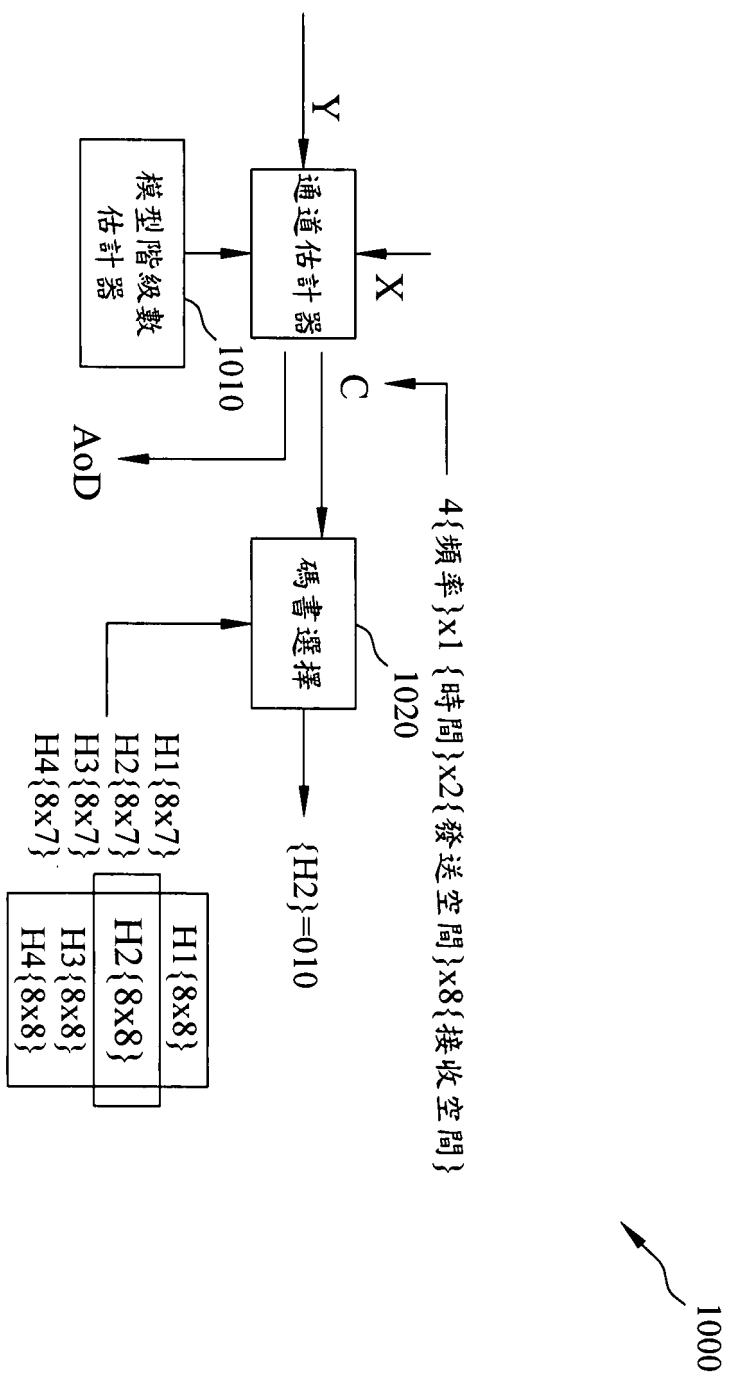 1000
4{頻率}x1 {時間}x2{發送空間}x8{接收空間}
X
C
Y
通道估計器
碼書選擇
1020
{H2}=010
1010
模型階級數
估計器
AoD
H1{8x7}
H2{8x7}
H3{8x7}
H4{8x7}
H1{8x8}
H2{8x8}
H3{8x8}
H4{8x8}